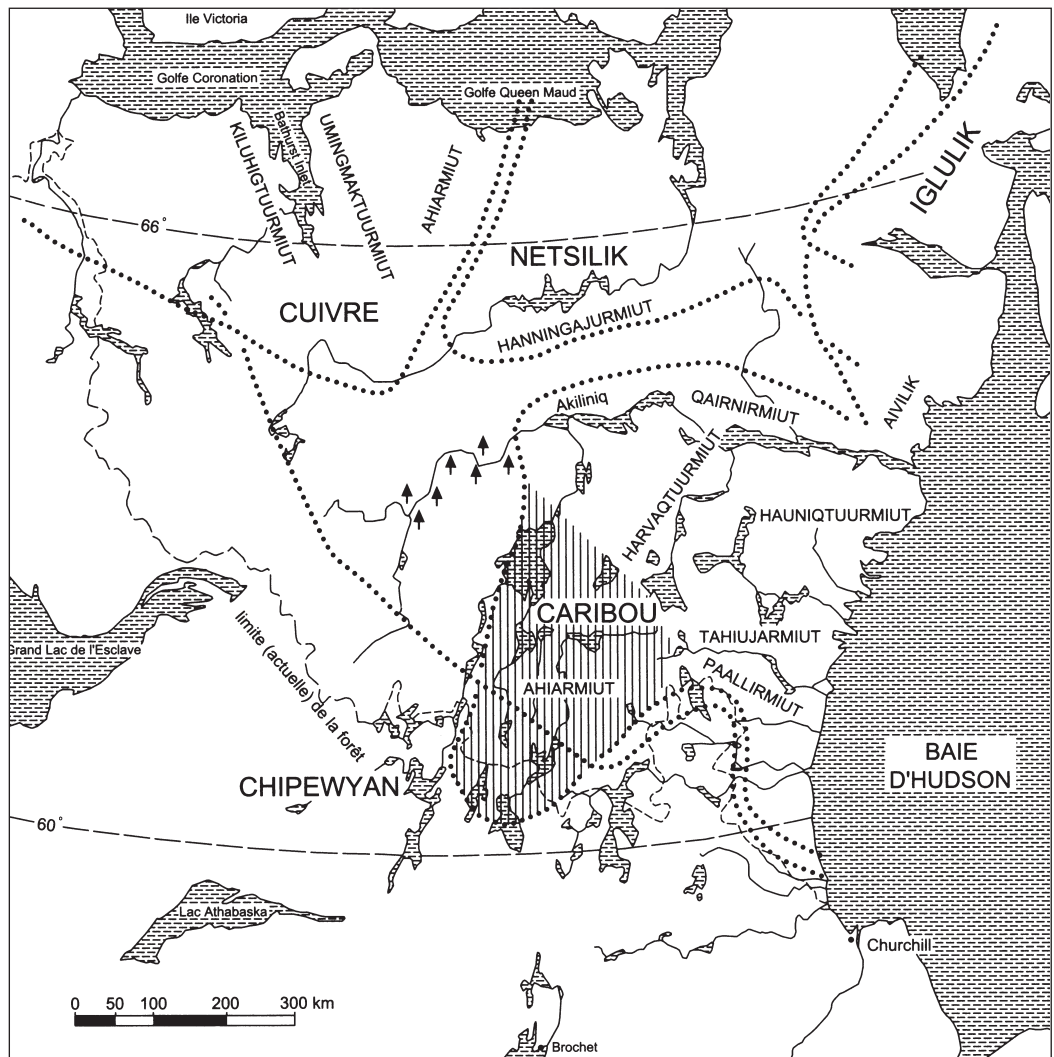 Ile Victoria
Golfe Coronation
Golfe Queen Maud
KILUHIGTUURMIUT
Bathurst Inlet
UMINGMAKTUURMIUT
AHIARMIUT
IGLULIK
66°
NETSILIK
CUIVRE
HANNINGAJURMIUT
Akiliniq
QAIRNIRMIUT
AIVILIK
HARVAQTUURMIUT
HAUNIQTUURMIUT
CARIBOU
TAHIUJARMIUT
Grand Lac de l'Esclave
limite (actuelle) de la forêt
AHIARMIUT
PAALLIRMIUT
BAIE
D'HUDSON
CHIPEWYAN
60°
Lac Athabaska
Churchill
0 50 100 200 300 km
Brochet